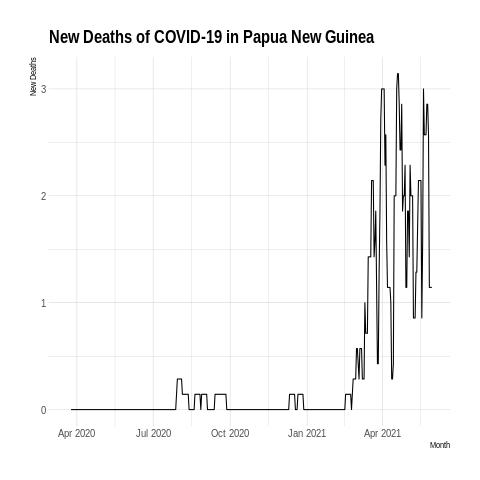 New Deaths of COVID-19 in Papua New Guinea
New Deaths
3
2
1
0
Apr 2020 Jul 2020 Oct 2020 Jan 2021 Apr 2021
Month